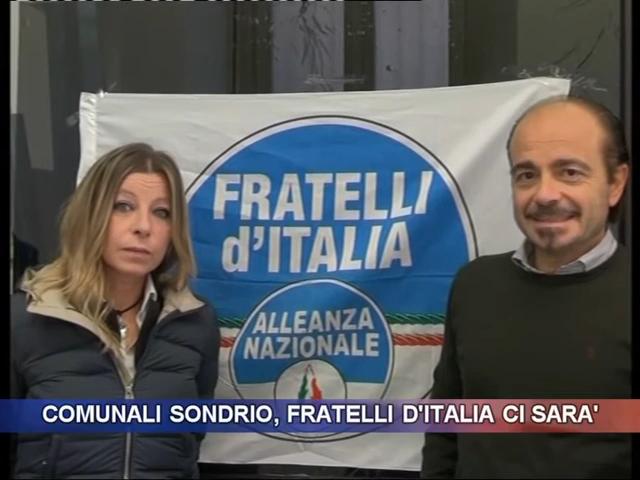 FRATELLI
d'ITALIA
ALLEANZA
NAZIONALE
COMUNALI SONDRIO, FRATELLI D'ITALIA CI SARA'